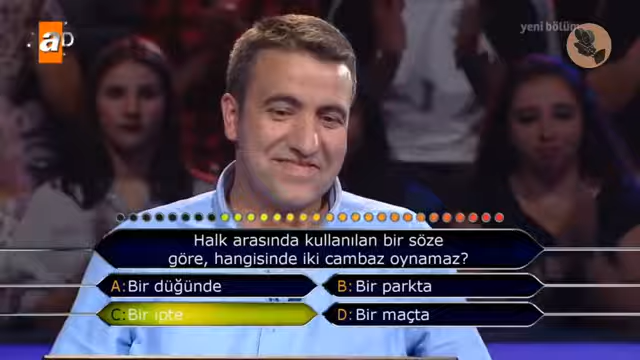 atv
yeni bölüm
Halk arasında kullanılan bir söze
göre, hangisinde iki cambaz oynamaz?
A: Bir düğünde
B: Bir parkta
C: Bir ipte
D: Bir maçta